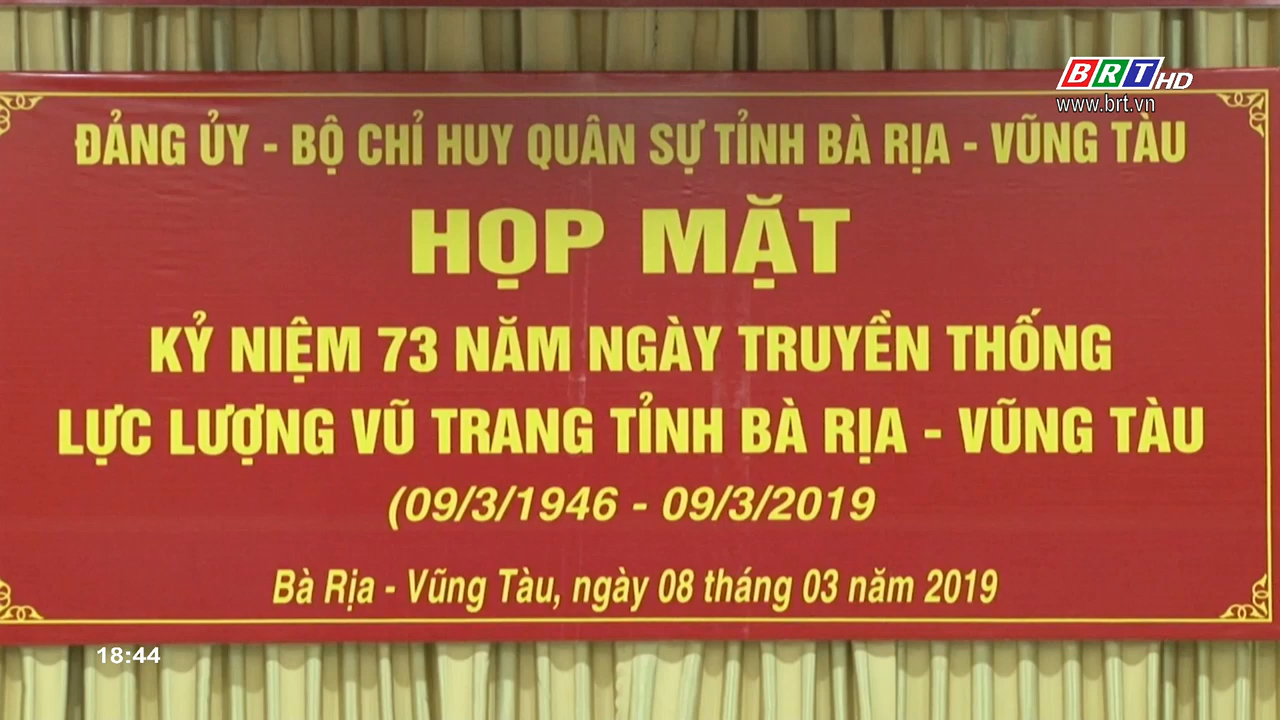 BRT HD
www.brt.vn
ĐẢNG ỦY - BỘ CHỈ HUY QUÂN SỰ TỈNH BÀ RỊA - VŨNG TÀU
HỌP MẶT
KỶ NIỆM 73 NĂM NGÀY TRUYỀN THỐNG
LỰC LƯỢNG VŨ TRANG TỈNH BÀ RỊA - VŨNG TÀU
(09/3/1946 - 09/3/2019
Bà Rịa - Vũng Tàu, ngày 08 tháng 03 năm 2019
18:44